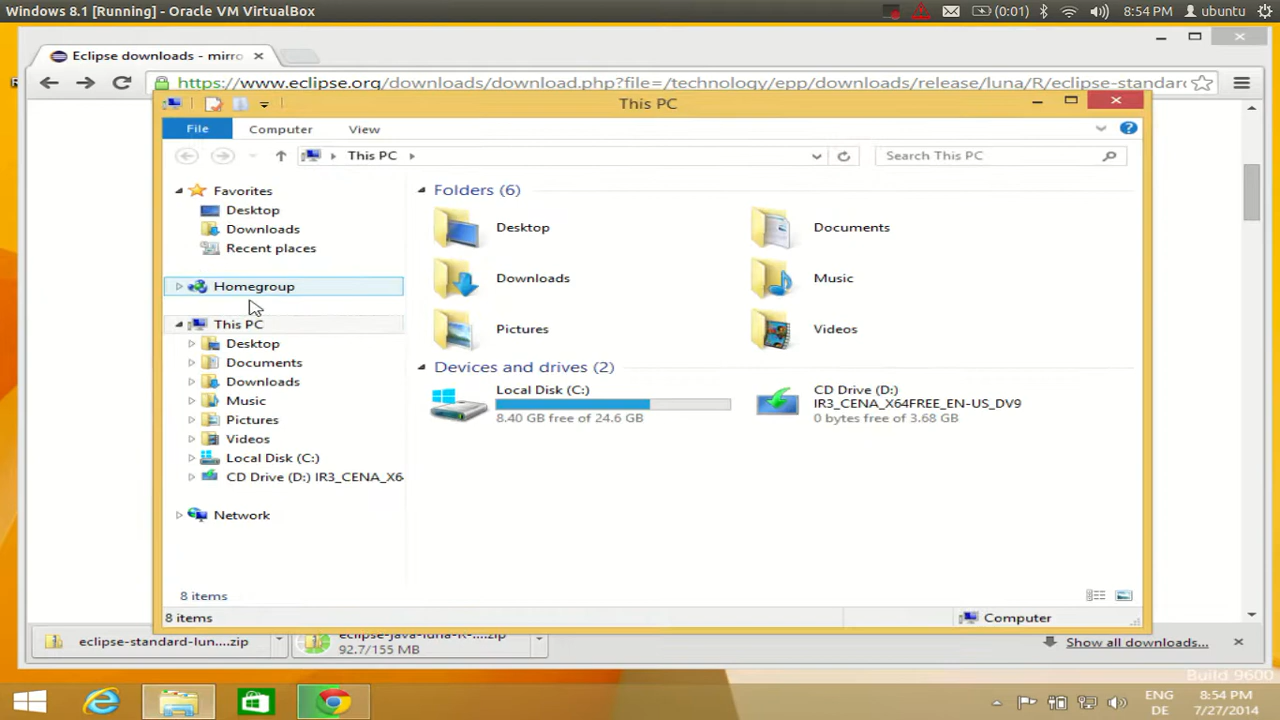 Windows 8.1 [Running] - Oracle VM VirtualBox
(0:01) 8:54 PM ubuntu
Eclipse downloads - mirro
https://www.eclipse.org/downloads/download.php?file=/technology/epp/downloads/release/luna/R/eclipse-standard
This PC
File Computer View
This PC
Search This PC
Favorites
Desktop
Downloads
Recent places
Homegroup
This PC
Desktop
Documents
Downloads
Music
Pictures
Videos
Local Disk (C:)
CD Drive (D:) IR3_CENA_X6
Network
Folders (6)
Desktop
Documents
Downloads
Music
Pictures
Videos
Devices and drives (2)
Local Disk (C:)
8.40 GB free of 24.6 GB
CD Drive (D:)
IR3_CENA_X64FREE_EN-US_DV9
0 bytes free of 3.68 GB
8 items
8 items
Computer
eclipse-standard-lun....zip
eclipse-java-luna-R-....zip
92.7/155 MB
Show all downloads...
Build 9600
ENG
DE
8:54 PM
7/27/2014